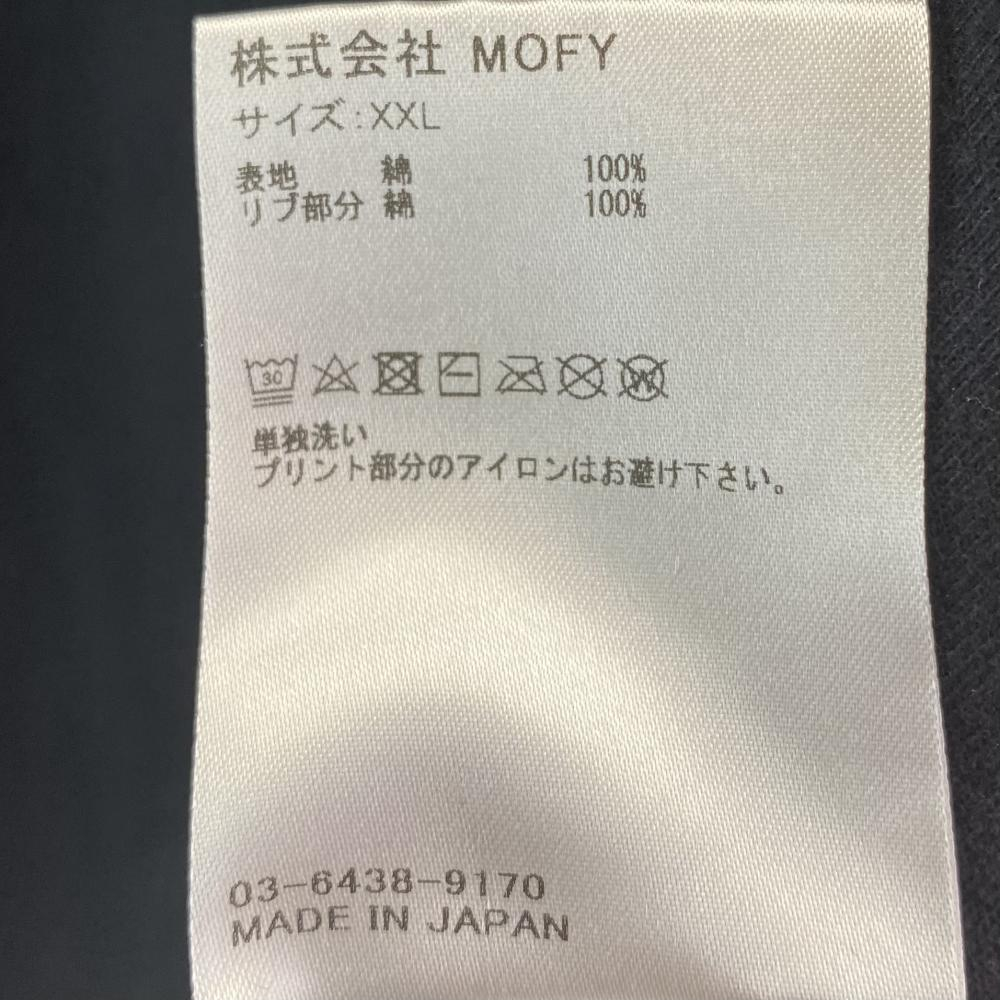 株式会社 MOFY
サイズ:XXL
表地 綿 100%
リブ部分 綿 100%
30
W
単独洗い
プリント部分のアイロンはお避け下さい。
03-6438-9170
MADE IN JAPAN